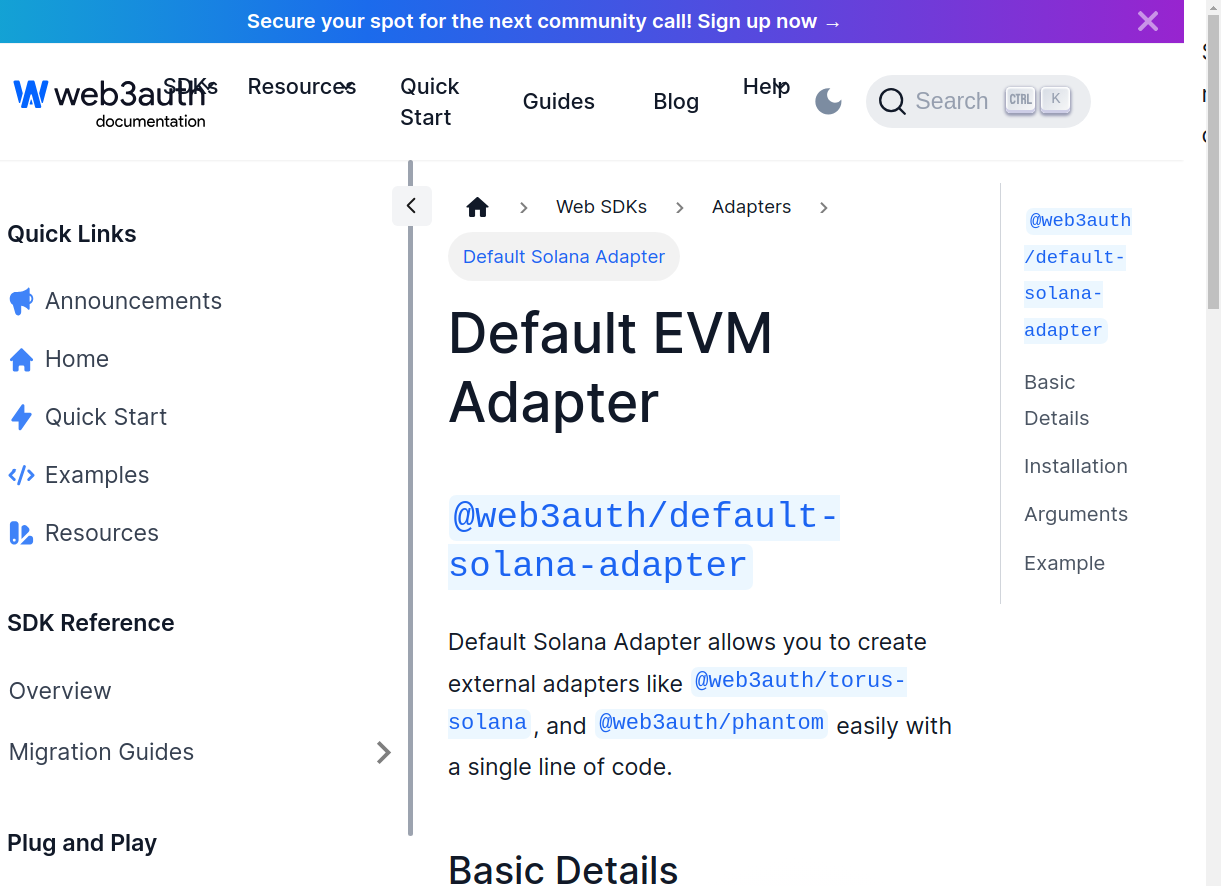 Secure your spot for the next community call! Sign up now →
web3auth
documentation
SDKs
Resources
Quick
Start
Guides
Blog
Help
Search
CTRL
K
Quick Links
Announcements
Home
Quick Start
Examples
Resources
SDK Reference
Overview
Migration Guides
Plug and Play
Web SDKs
Adapters
Default Solana Adapter
Default EVM
Adapter
@web3auth/default-
solana-adapter
Default Solana Adapter allows you to create
external adapters like @web3auth/torus-
solana, and @web3auth/phantom easily with
a single line of code.
Basic Details
@web3auth
/default-
solana-
adapter
Basic
Details
Installation
Arguments
Example